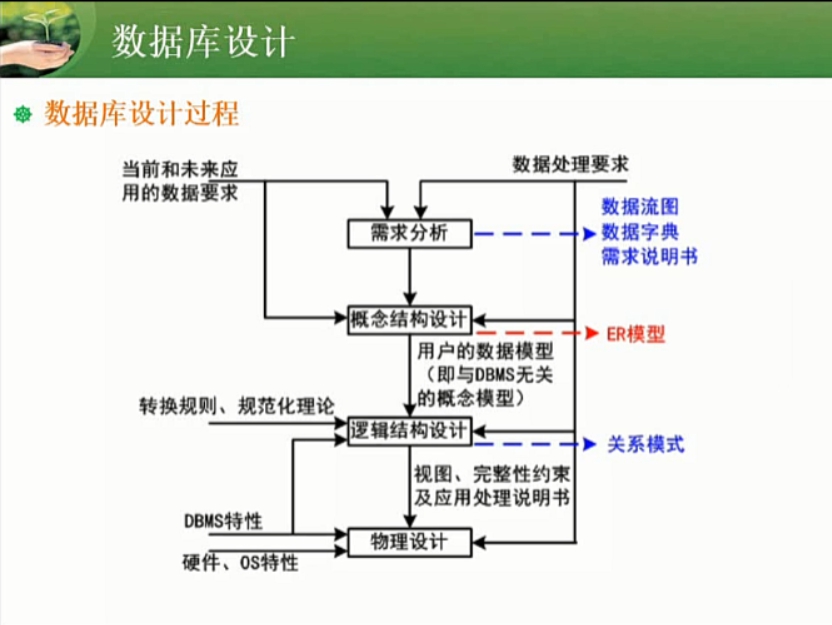 数据库设计
数据库设计过程
当前和未来应
用的数据要求
数据处理要求
需求分析
数据流图
数据字典
需求说明书
概念结构设计
ER模型
用户的数据模型
（即与DBMS无关
的概念模型）
转换规则、规范化理论
逻辑结构设计
关系模式
视图、完整性约束
及应用处理说明书
DBMS特性
物理设计
硬件、OS特性